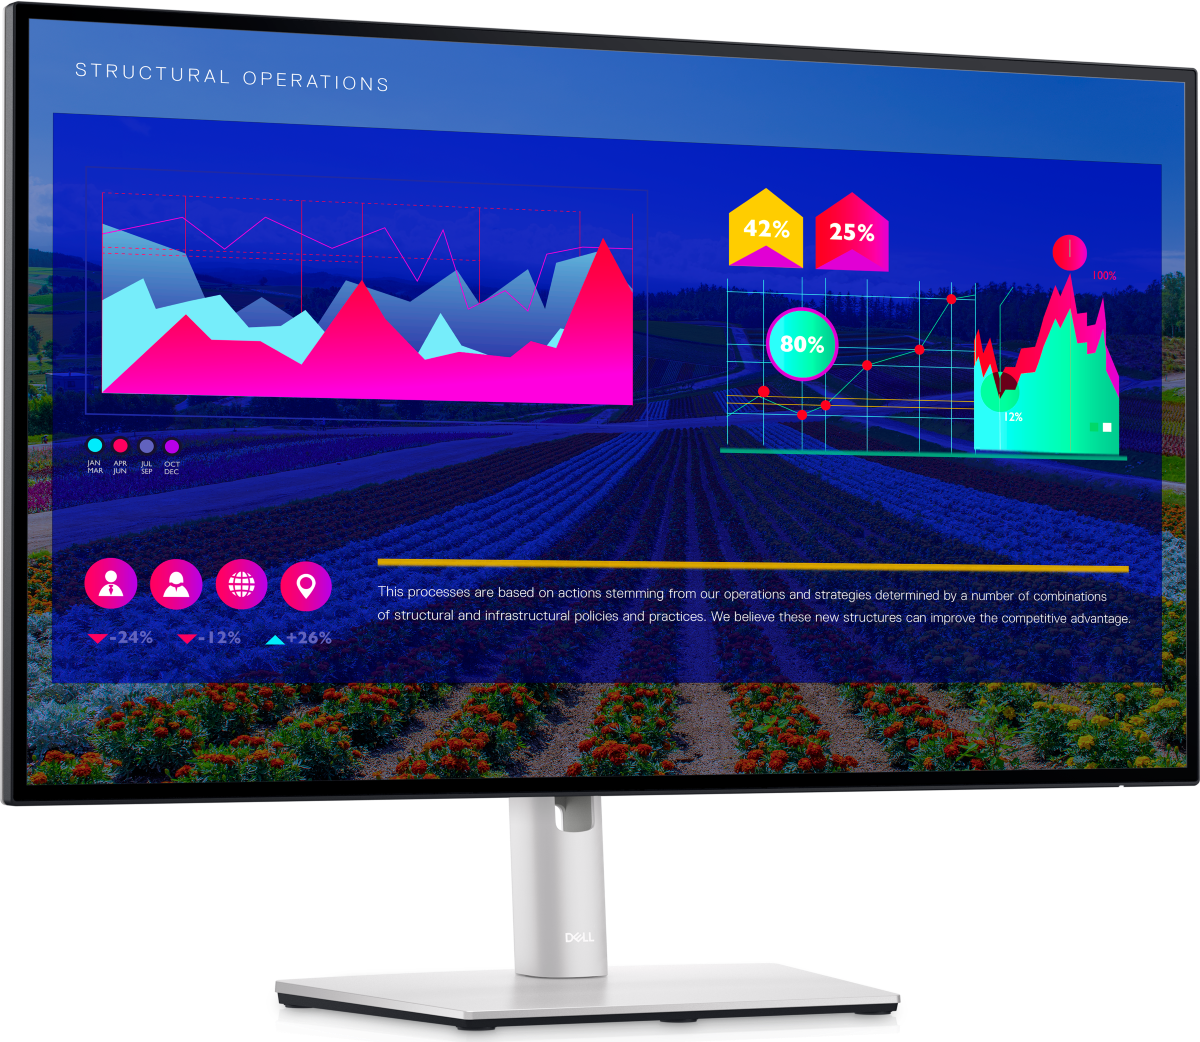 STRUCTURAL OPERATIONS
42%
25%
100%
80%
12%
JAN
MAR
APR
JUN
JUL
SEP
OCT
DEC
-24%
-12%
+26%
This processes are based on actions stemming from our operations and strategies determined by a number of combinations
of structural and infrastructural policies and practices. We believe these new structures can improve the competitive advantage.
DELL